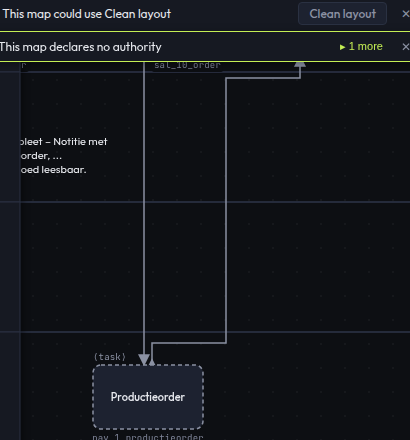 This map could use Clean layout
Clean layout ×
This map declares no authority
▸ 1 more ×
sal_10_order
pleet – Notitie met
order, ...
oed leesbaar.
(task)
Productieorder
pay_1_productieorder